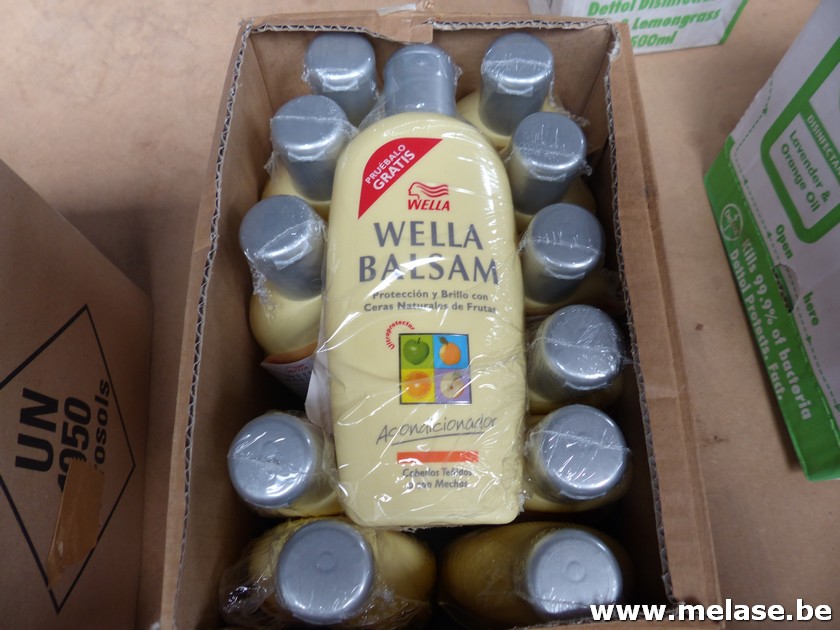 Dettol
& Lemongrass
500ml
PRUÉBALO
GRATIS
WELLA
WELLA
BALSAM
Protección y Brillo con
Ceras Naturales de Frutas
Ultraprotector
Acondicionador
Cabellos Teñidos
o con Mechas
UN
1950
Lavender &
Orange Oil
Open
here
Kills 99.9% of bacteria
Dettol Protects. Fact.
www.melase.be